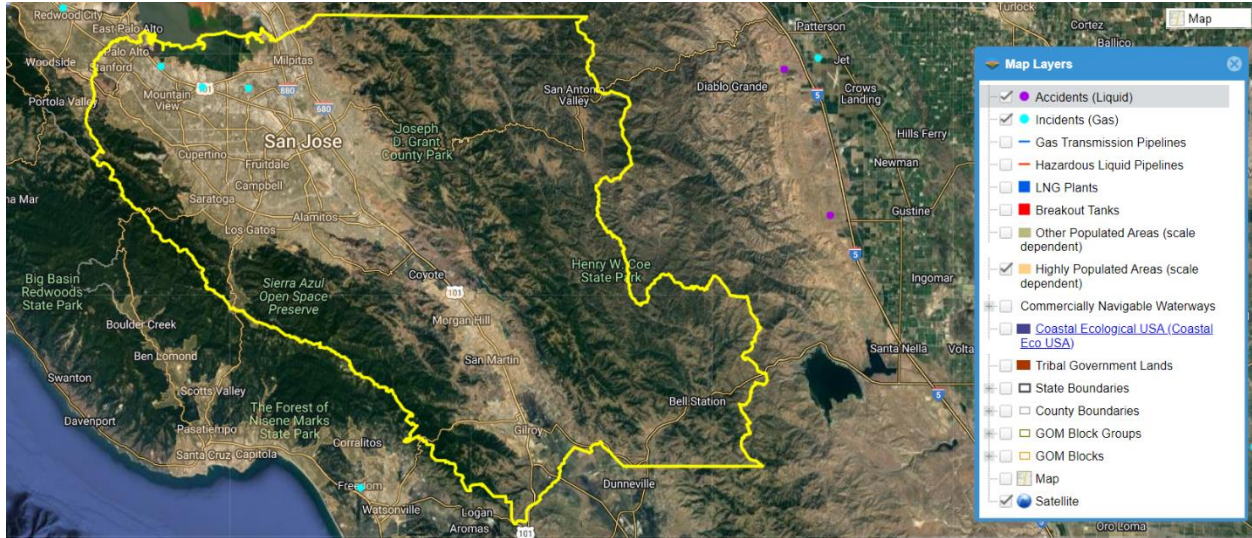 Redwood City
East Palo Alto
Palo Alto
Stanford
Woodside
Milpitas
Mountain
View
101
880
Portola Valley
680
San Jose
Joseph
D. Grant
County Park
San Antonio
Valley
Cupertino
Fruitdale
Campbell
Saratoga
Alamitos
Los Gatos
Coyote
Big Basin
Redwoods
State Park
Sierra Azul
Open Space
Preserve
101
Henry W. Coe
State Park
Boulder Creek
Morgan Hill
Ben Lomond
San Martin
Swanton
Scotts Valley
Davenport
The Forest of
Nisene Marks
State Park
Pasatiempo
Corralitos
Gilroy
Bell Station
Santa Cruz
Capitola
Freedom
Watsonville
Dunneville
Logan
Aromas
101
Patterson
Jet
Diablo Grande
5
Crows
Landing
Hills Ferry
Newman
Gustine
5
Ingomar
Santa Nella
5
Turlock
Cortez
Ballico
Oro Loma
Map
Map Layers
Accidents (Liquid)
Incidents (Gas)
Gas Transmission Pipelines
Hazardous Liquid Pipelines
LNG Plants
Breakout Tanks
Other Populated Areas (scale
dependent)
Highly Populated Areas (scale
dependent)
Commercially Navigable Waterways
Coastal Ecological USA (Coastal
Eco USA)
Tribal Government Lands
State Boundaries
County Boundaries
GOM Block Groups
GOM Blocks
Map
Satellite